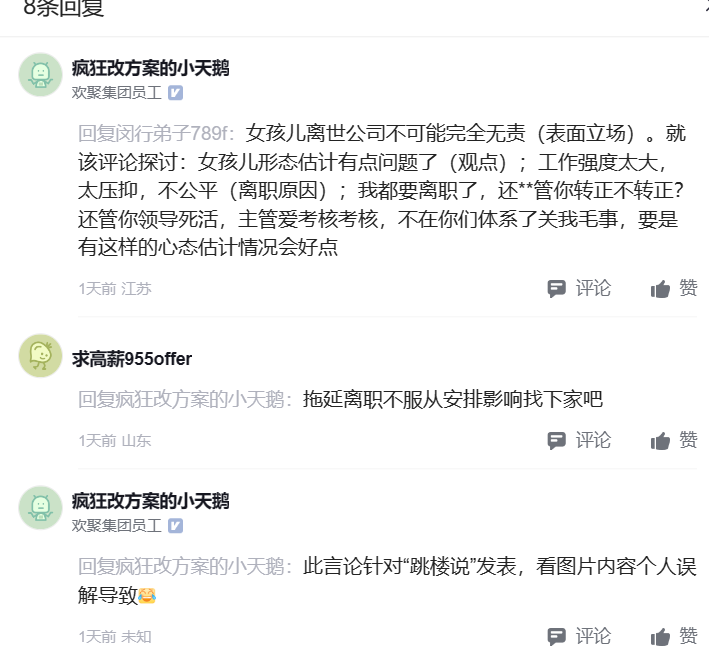 8条回复
疯狂改方案的小天鹅
欢聚集团员工
回复闵行弟子789f：女孩儿离世公司不可能完全无责（表面立场）。就
该评论探讨：女孩儿形态估计有点问题了（观点）；工作强度太大，
太压抑，不公平（离职原因）；我都要离职了，还**管你转正不转正？
还管你领导死活，主管爱考核考核，不在你们体系了关我毛事，要是
有这样的心态估计情况会好点
1天前 江苏
评论 赞
求高薪955offer
回复疯狂改方案的小天鹅：拖延离职不服从安排影响找下家吧
1天前 山东
评论 赞
疯狂改方案的小天鹅
欢聚集团员工
回复疯狂改方案的小天鹅：此言论针对“跳楼说”发表，看图片内容个人误
解导致😂
1天前 未知
评论 赞